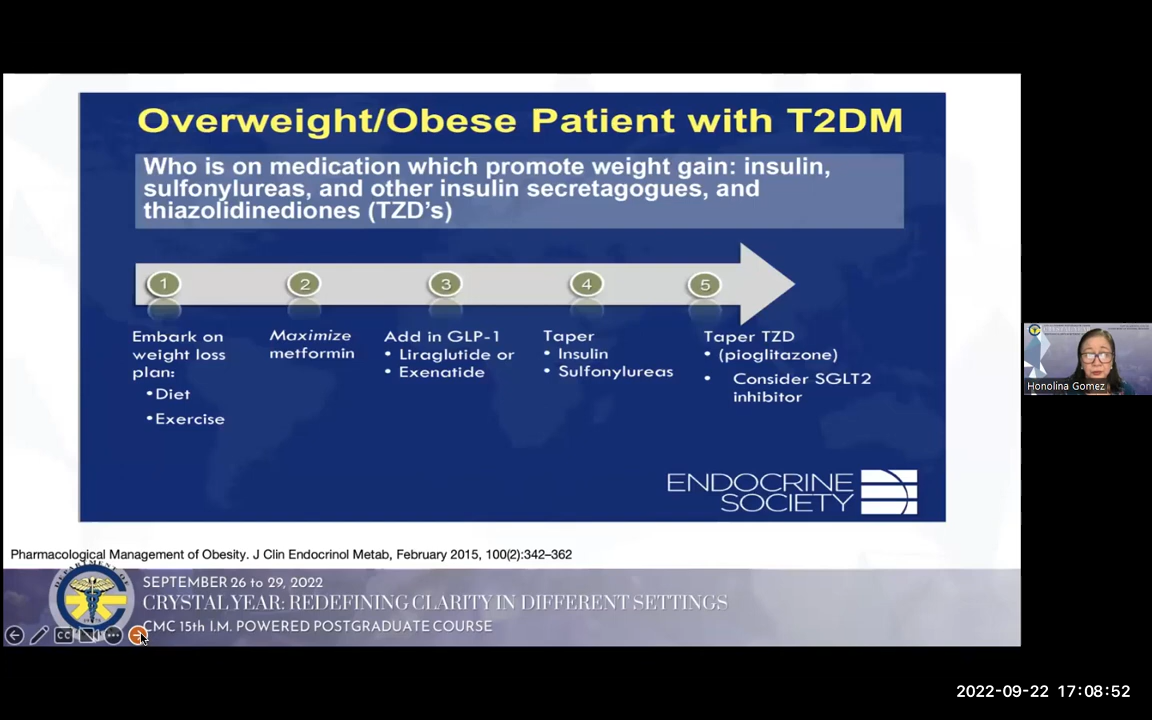 Overweight/Obese Patient with T2DM
Who is on medication which promote weight gain: insulin,
sulfonylureas, and other insulin secretagogues, and
thiazolidinediones (TZD's)
1
2
3
4
5
Embark on
weight loss
plan:
•Diet
•Exercise
Maximize
metformin
Add in GLP-1
• Liraglutide or
• Exenatide
Taper
• Insulin
• Sulfonylureas
Taper TZD
• (pioglitazone)
• Consider SGLT2
inhibitor
ENDOCRINE
SOCIETY
Pharmacological Management of Obesity. J Clin Endocrinol Metab, February 2015, 100(2):342–362
SEPTEMBER 26 to 29, 2022
CRYSTAL YEAR: REDEFINING CLARITY IN DIFFERENT SETTINGS
CMC 15th I.M. POWERED POSTGRADUATE COURSE
CC
Honolina Gomez
2022-09-22 17:08:52